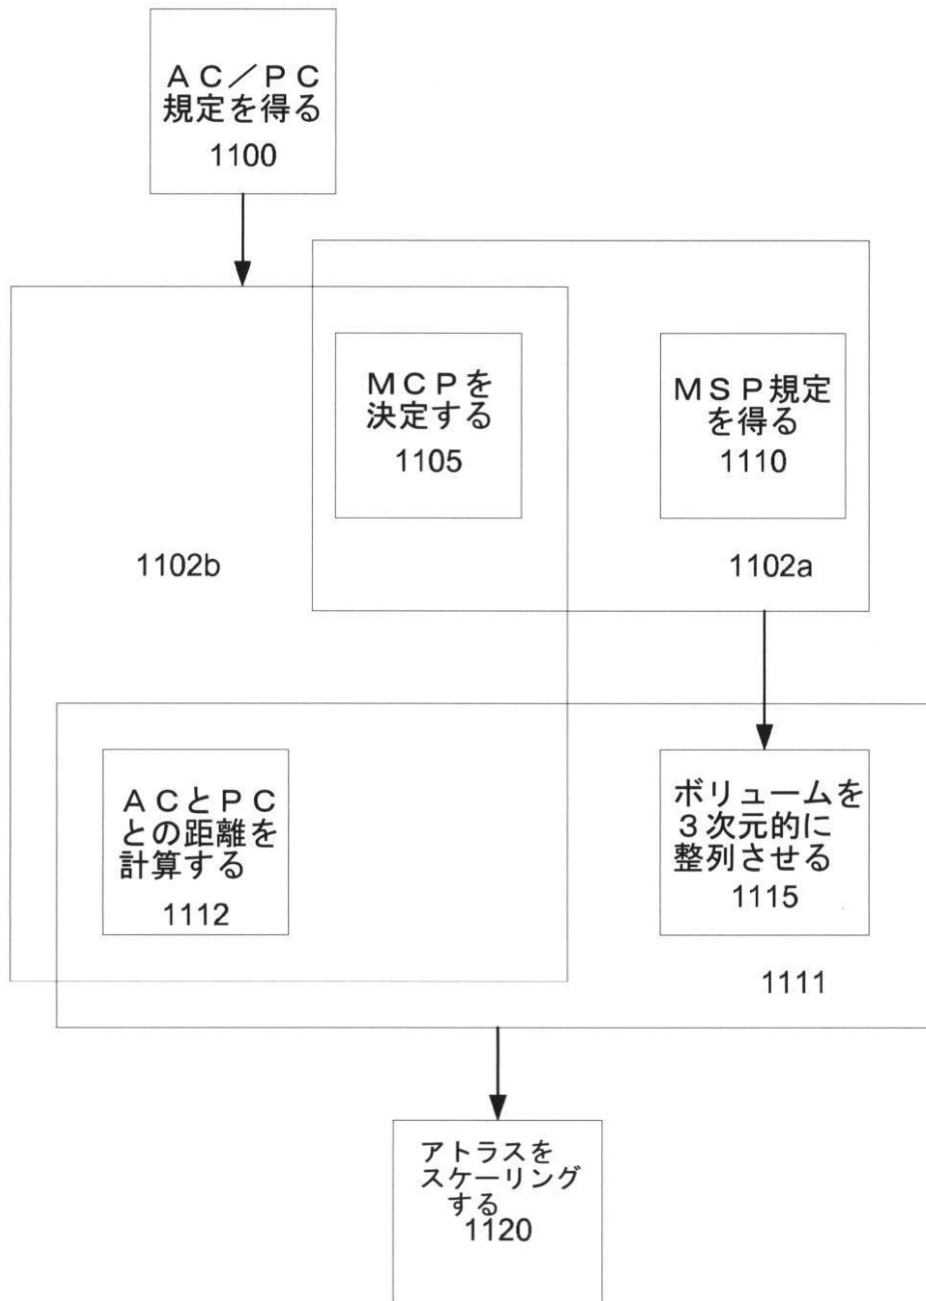 ＡＣ／ＰＣ
規定を得る
1100
ＭＣＰを
決定する
1105
ＭＳＰ規定
を得る
1110
1102b
1102a
ＡＣとＰＣ
との距離を
計算する
1112
ボリュームを
３次元的に
整列させる
1115
1111
アトラスを
スケーリング
する
1120